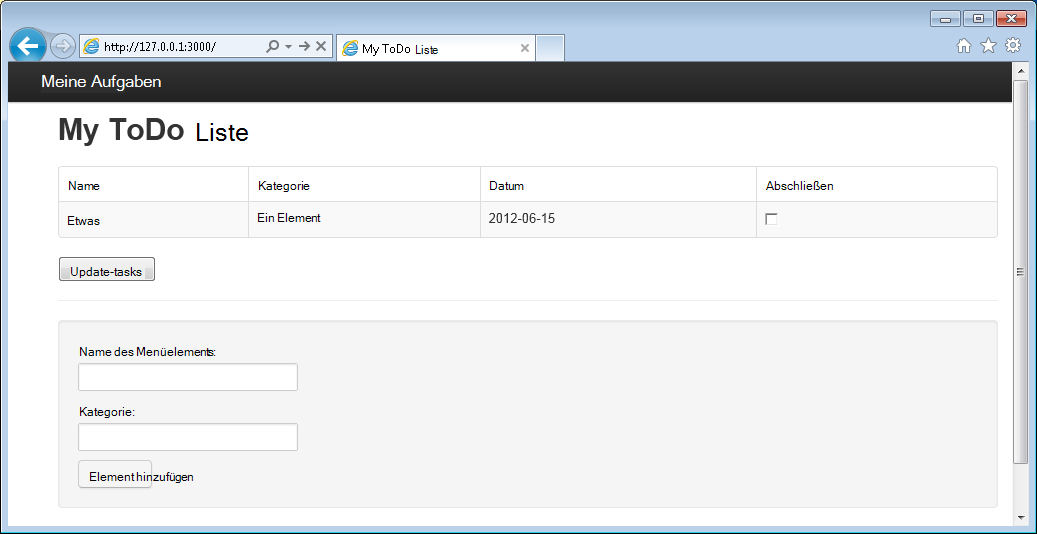 http://127.0.0.1:3000/
My ToDo Liste
Meine Aufgaben
My ToDo Liste
Name Kategorie Datum Abschließen
Etwas Ein Element 2012-06-15
Update-tasks
Name des Menüelements:
Kategorie:
Element hinzufügen